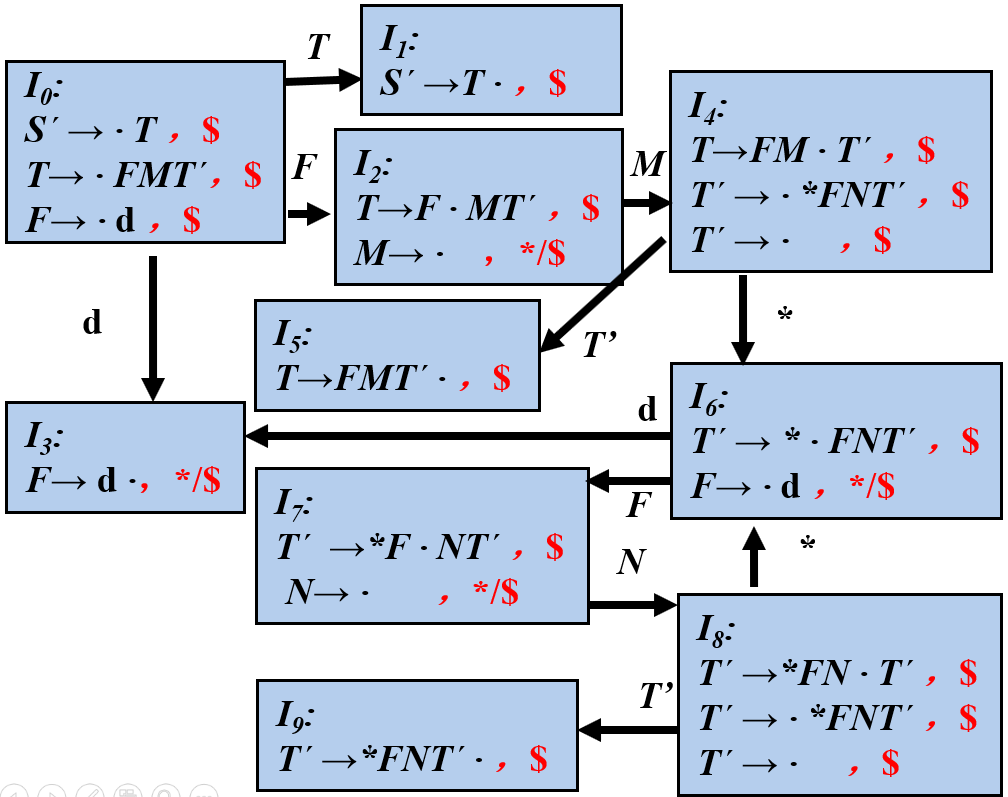 I0:
S′ → · T , $
T→ · FMT′, $
F→ · d , $
T
I1:
S′ →T · , $
F
I2:
T→F · MT′ , $
M→ · , */$
M
I4:
T→FM · T′ , $
T′ → · *FNT′ , $
T′ → · , $
d
T’
*
I5:
T→FMT′ · , $
I3:
F→ d ·, */$
d
I6:
T′ → * · FNT′ , $
F→ · d , */$
F
I7:
T′ →*F · NT′ , $
N→ · , */$
N
*
I8:
T′ →*FN · T′ , $
T′ → · *FNT′ , $
T′ → · , $
T’
I9:
T′ →*FNT′ · , $